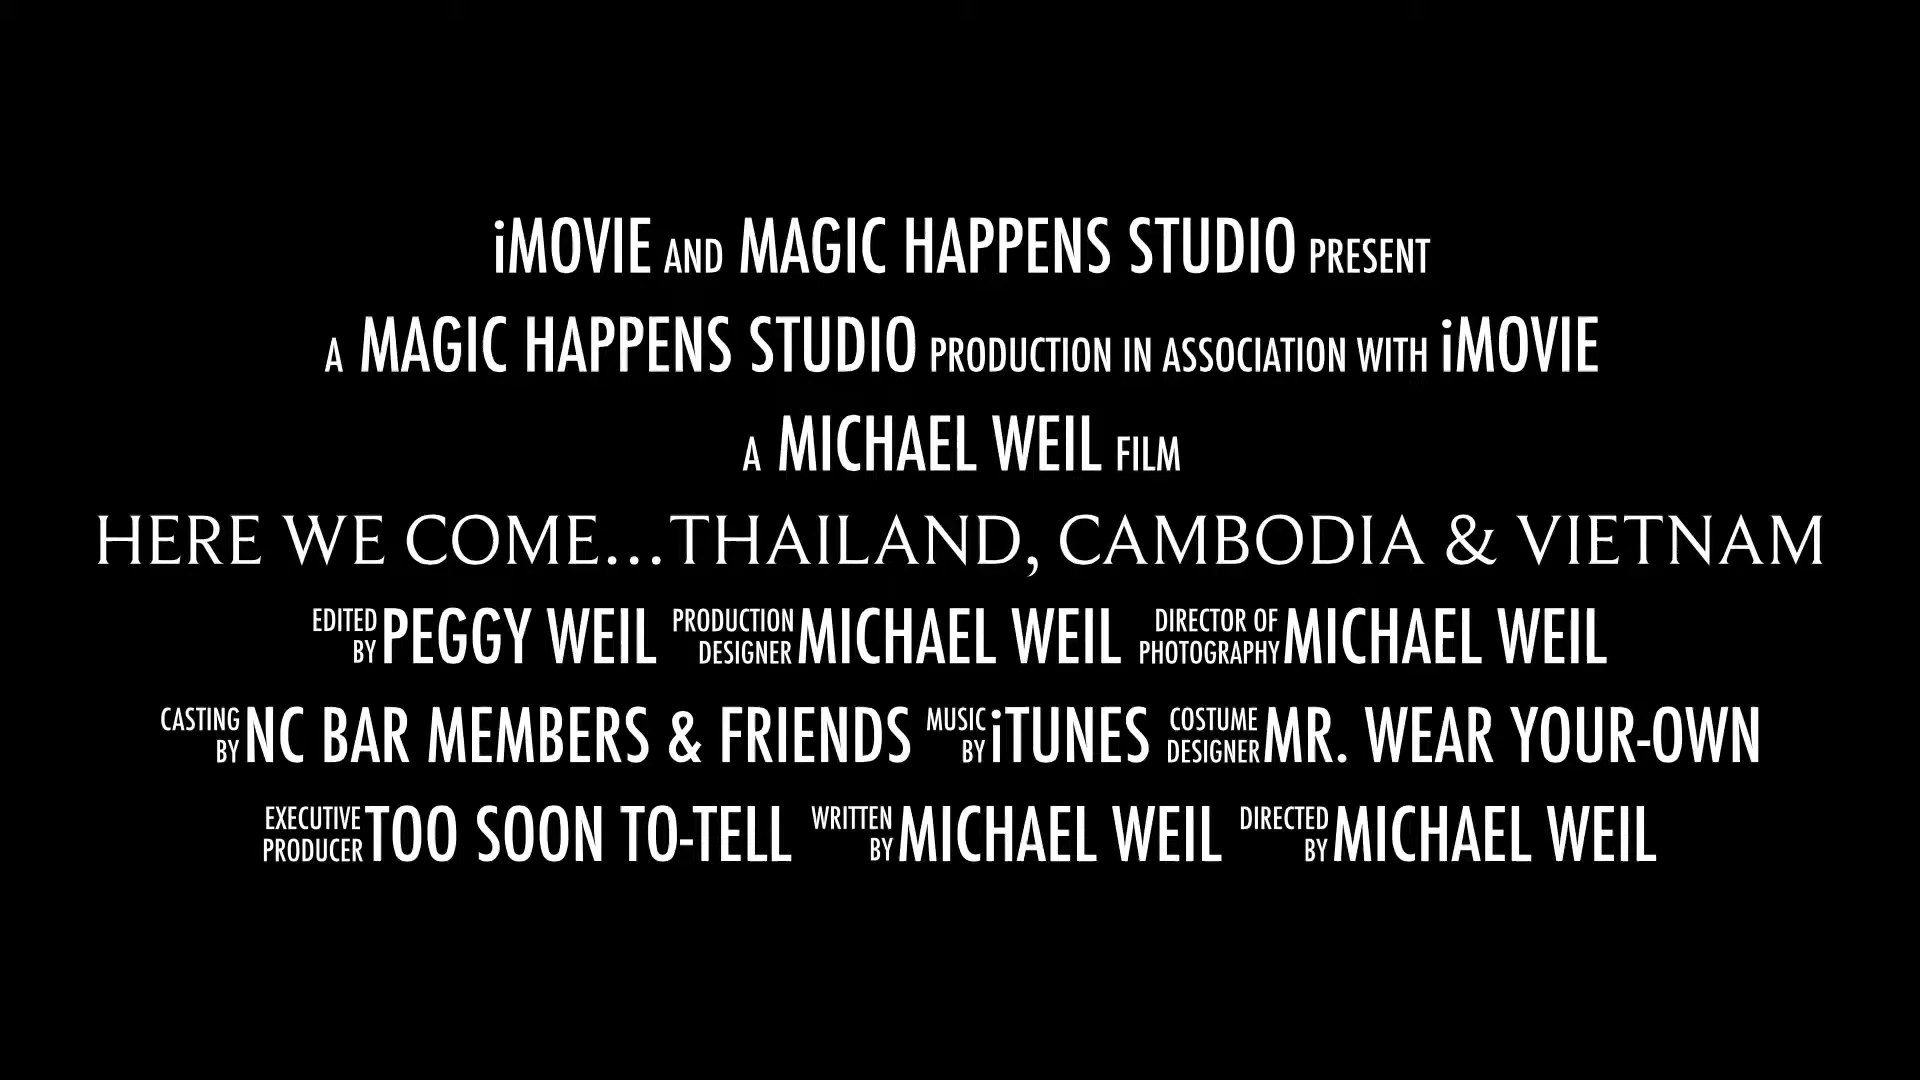 iMOVIE AND MAGIC HAPPENS STUDIO PRESENT
A MAGIC HAPPENS STUDIO PRODUCTION IN ASSOCIATION WITH iMOVIE
A MICHAEL WEIL FILM
HERE WE COME...THAILAND, CAMBODIA & VIETNAM
EDITED BY PEGGY WEIL PRODUCTION DESIGNER MICHAEL WEIL DIRECTOR OF PHOTOGRAPHY MICHAEL WEIL
CASTING BY NC BAR MEMBERS & FRIENDS MUSIC BY iTUNES COSTUME DESIGNER MR. WEAR YOUR-OWN
EXECUTIVE PRODUCER TOO SOON TO-TELL WRITTEN BY MICHAEL WEIL DIRECTED BY MICHAEL WEIL